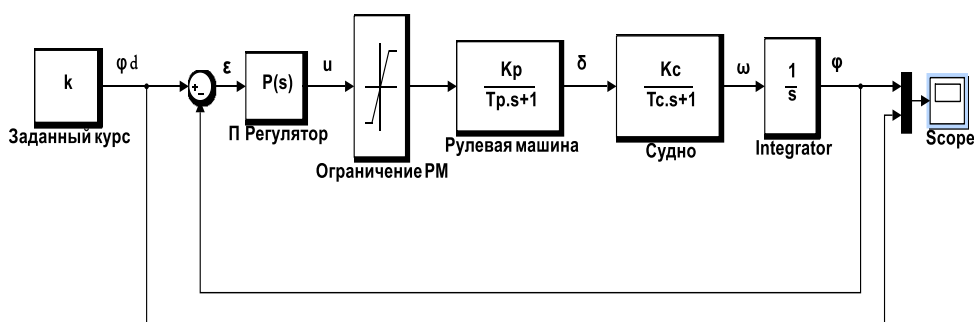 k
Заданный курс
φd
+
−
ε
P(s)
П Регулятор
u
Ограничение РМ
Kp
Tp.s+1
Рулевая машина
δ
Kc
Tc.s+1
Судно
ω
1
s
Integrator
φ
Scope